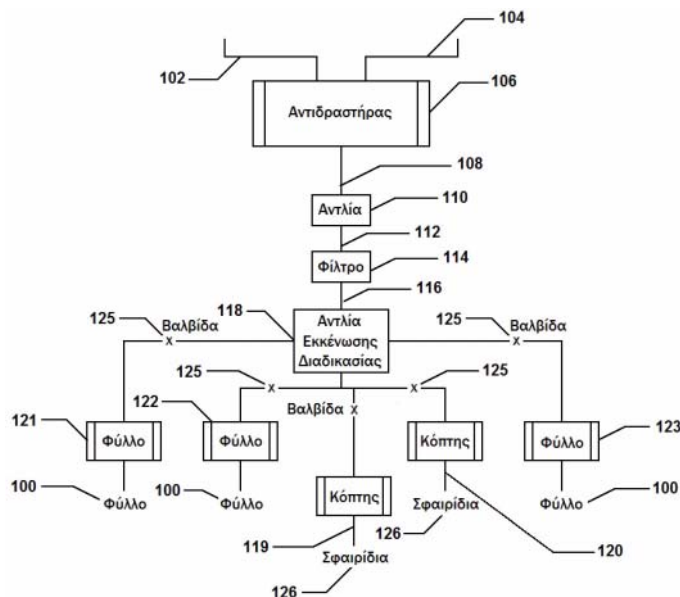 104
102
106
Αντιδραστήρας
108
Αντλία
110
112
Φίλτρο
114
116
118
125
Βαλβίδα
Αντλία
Εκκένωσης
Διαδικασίας
125
Βαλβίδα
125
125
Βαλβίδα
121
Φύλλο
122
Φύλλο
Κόπτης
Φύλλο
123
100
Φύλλο
100
Φύλλο
Κόπτης
Σφαιρίδια
126
Φύλλο
100
119
120
Σφαιρίδια
126